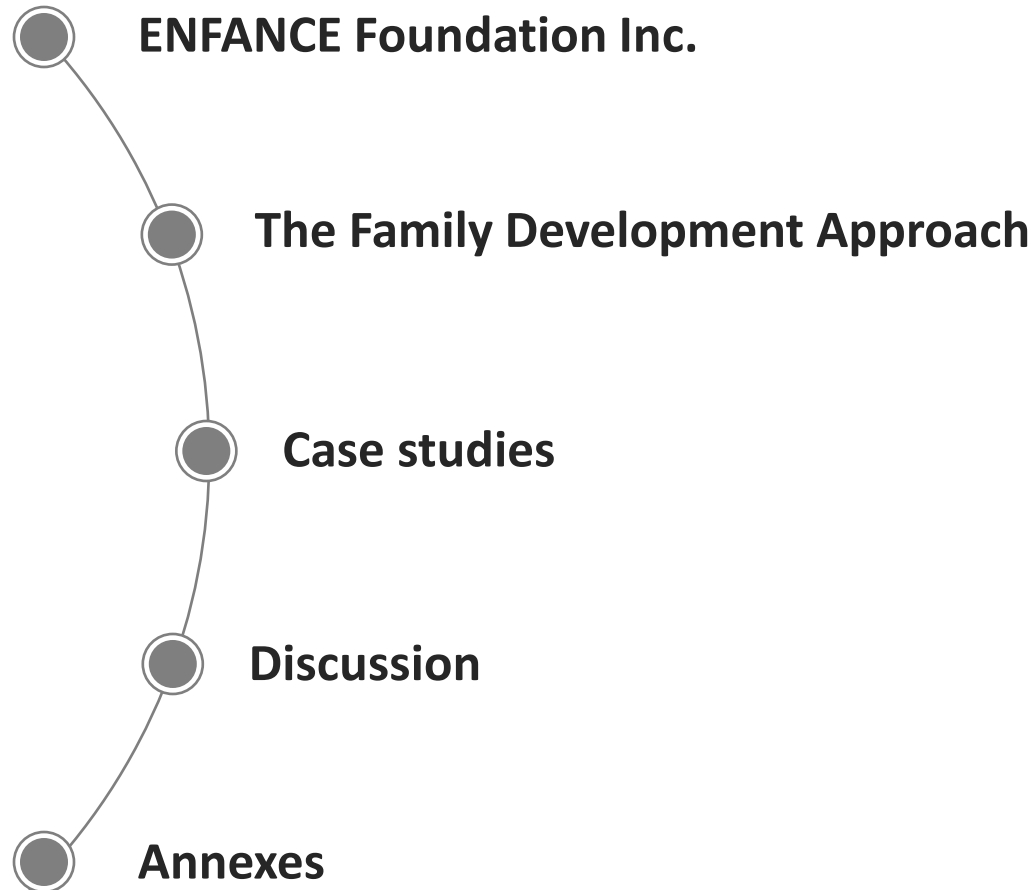 ENFANCE Foundation Inc.
The Family Development Approach
Case studies
Discussion
Annexes